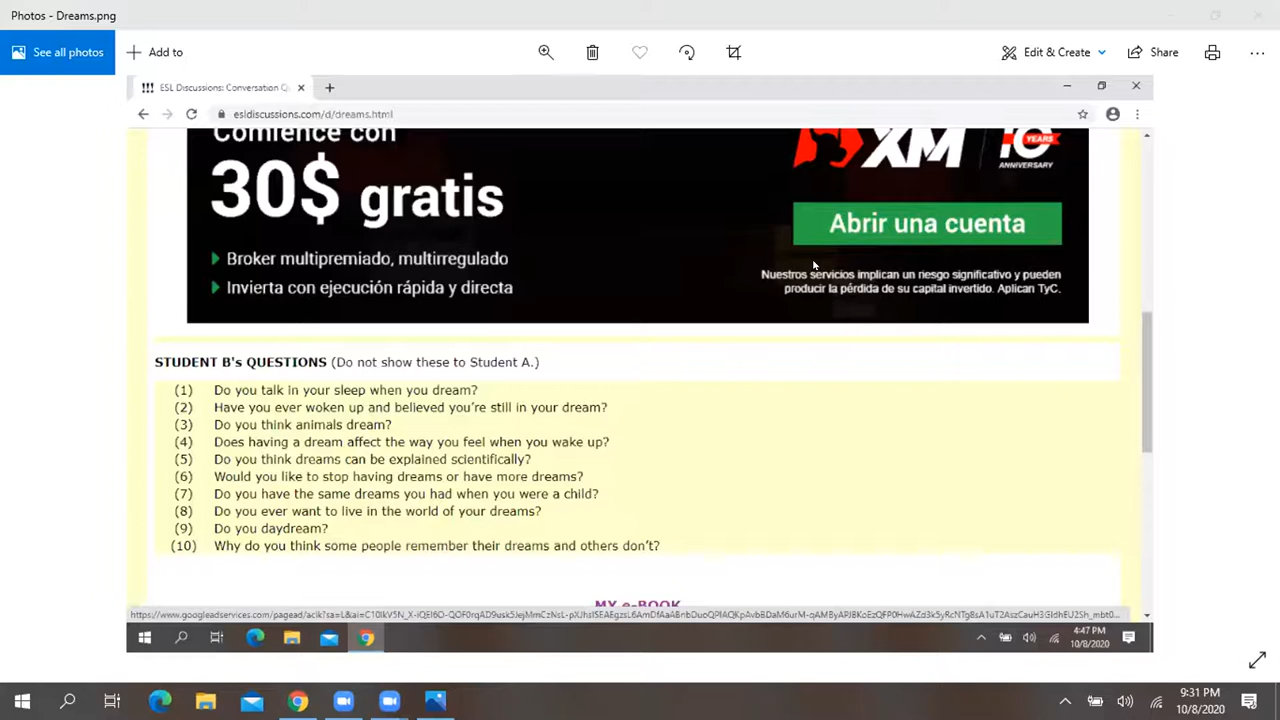 Photos - Dreams.png
See all photos
Add to
Edit & Create
Share
ESL Discussions: Conversation Q
esldiscussions.com/d/dreams.html
Comience con
30$ gratis
Broker multipremiado, multirregulado
Invierta con ejecución rápida y directa
XM
10
YEARS
ANNIVERSARY
Abrir una cuenta
Nuestros servicios implican un riesgo significativo y pueden
producir la pérdida de su capital invertido. Aplican TyC.
STUDENT B's QUESTIONS (Do not show these to Student A.)
(1) Do you talk in your sleep when you dream?
(2) Have you ever woken up and believed you're still in your dream?
(3) Do you think animals dream?
(4) Does having a dream affect the way you feel when you wake up?
(5) Do you think dreams can be explained scientifically?
(6) Would you like to stop having dreams or have more dreams?
(7) Do you have the same dreams you had when you were a child?
(8) Do you ever want to live in the world of your dreams?
(9) Do you daydream?
(10) Why do you think some people remember their dreams and others don't?
MY e-BOOK
4:47 PM
10/8/2020
9:31 PM
10/8/2020